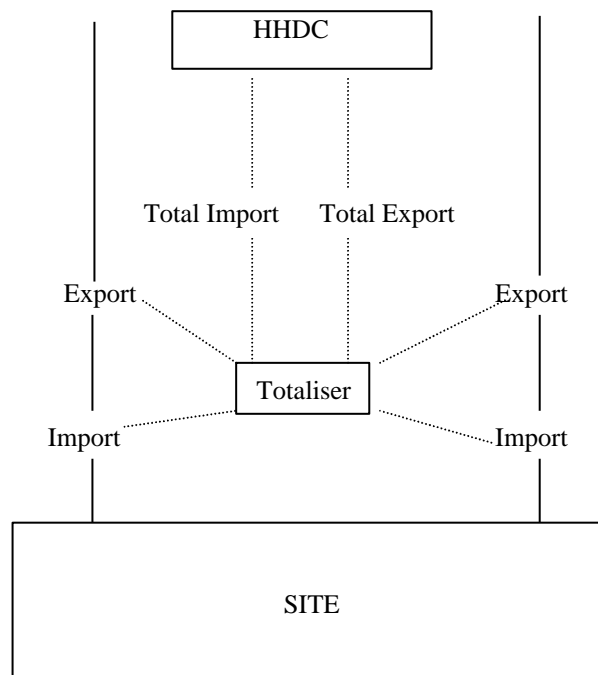 HHDC
Total Import Total Export
Export Export
Totaliser
Import Import
SITE